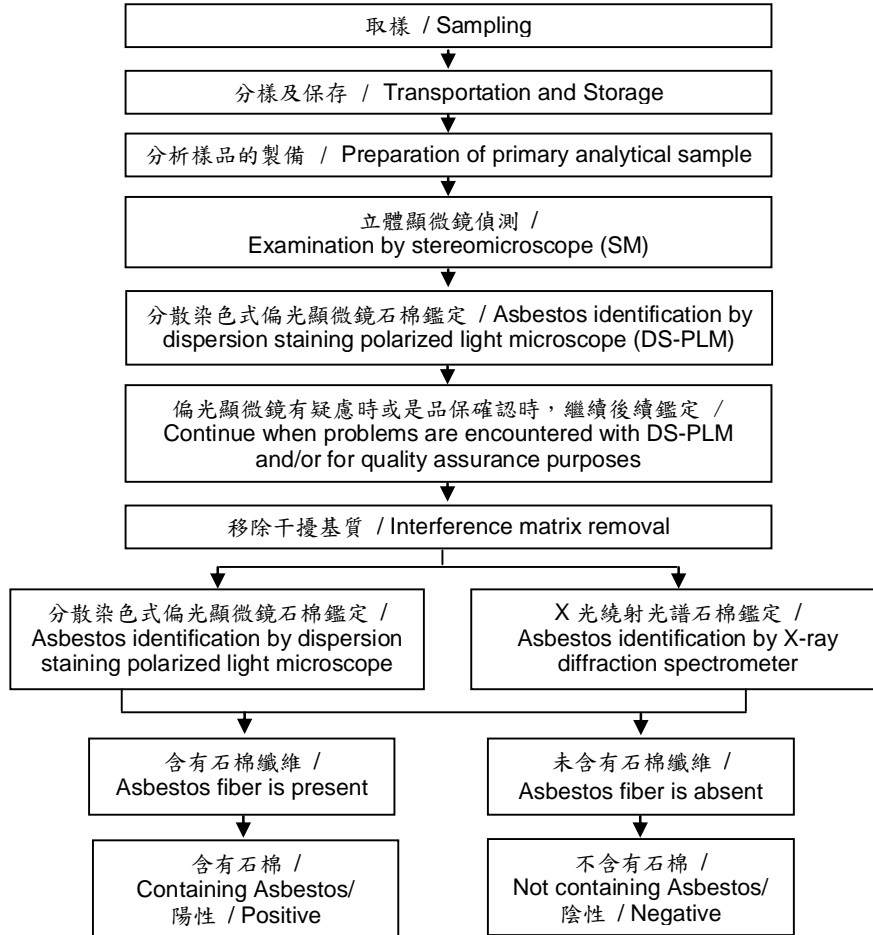 取樣 / Sampling
分樣及保存 / Transportation and Storage
分析樣品的製備 / Preparation of primary analytical sample
立體顯微鏡偵測 /
Examination by stereomicroscope (SM)
分散染色式偏光顯微鏡石棉鑑定 / Asbestos identification by
dispersion staining polarized light microscope (DS-PLM)
偏光顯微鏡有疑慮時或是品保確認時，繼續後續鑑定 /
Continue when problems are encountered with DS-PLM
and/or for quality assurance purposes
移除干擾基質 / Interference matrix removal
分散染色式偏光顯微鏡石棉鑑定 /
Asbestos identification by dispersion
staining polarized light microscope
X 光繞射光譜石棉鑑定 /
Asbestos identification by X-ray
diffraction spectrometer
含有石棉纖維 /
Asbestos fiber is present
未含有石棉纖維 /
Asbestos fiber is absent
含有石棉 /
Containing Asbestos/
陽性 / Positive
不含有石棉 /
Not containing Asbestos/
陰性 / Negative